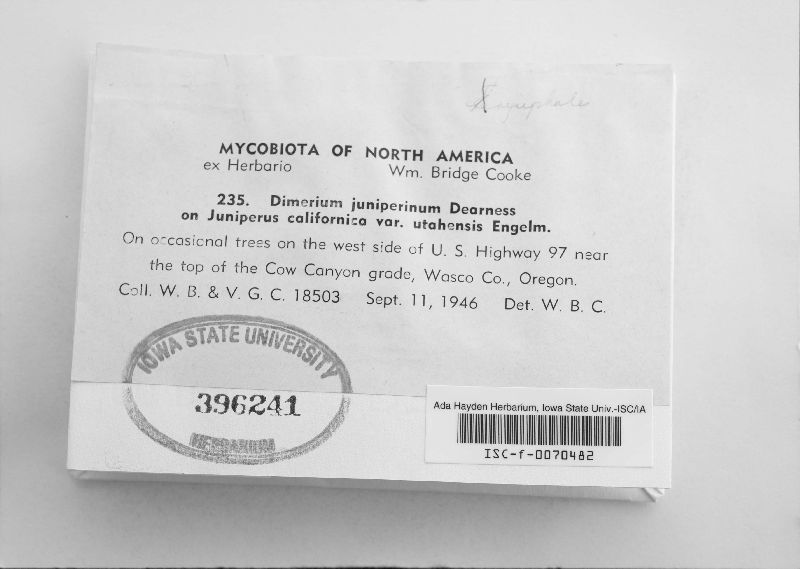 MYCOBIOTA OF NORTH AMERICA
ex Herbario Wm. Bridge Cooke
235. Dimerium juniperinum Dearness
on Juniperus californica var. utahensis Engelm.
On occasional trees on the west side of U. S. Highway 97 near
the top of the Cow Canyon grade, Wasco Co., Oregon.
Coll. W. B. & V. G. C. 18503 Sept. 11, 1946 Det. W. B. C.
IOWA STATE UNIVERSITY
396241
HERBARIUM
Ada Hayden Herbarium, Iowa State Univ.-ISC/IA
ISC-f-0070482